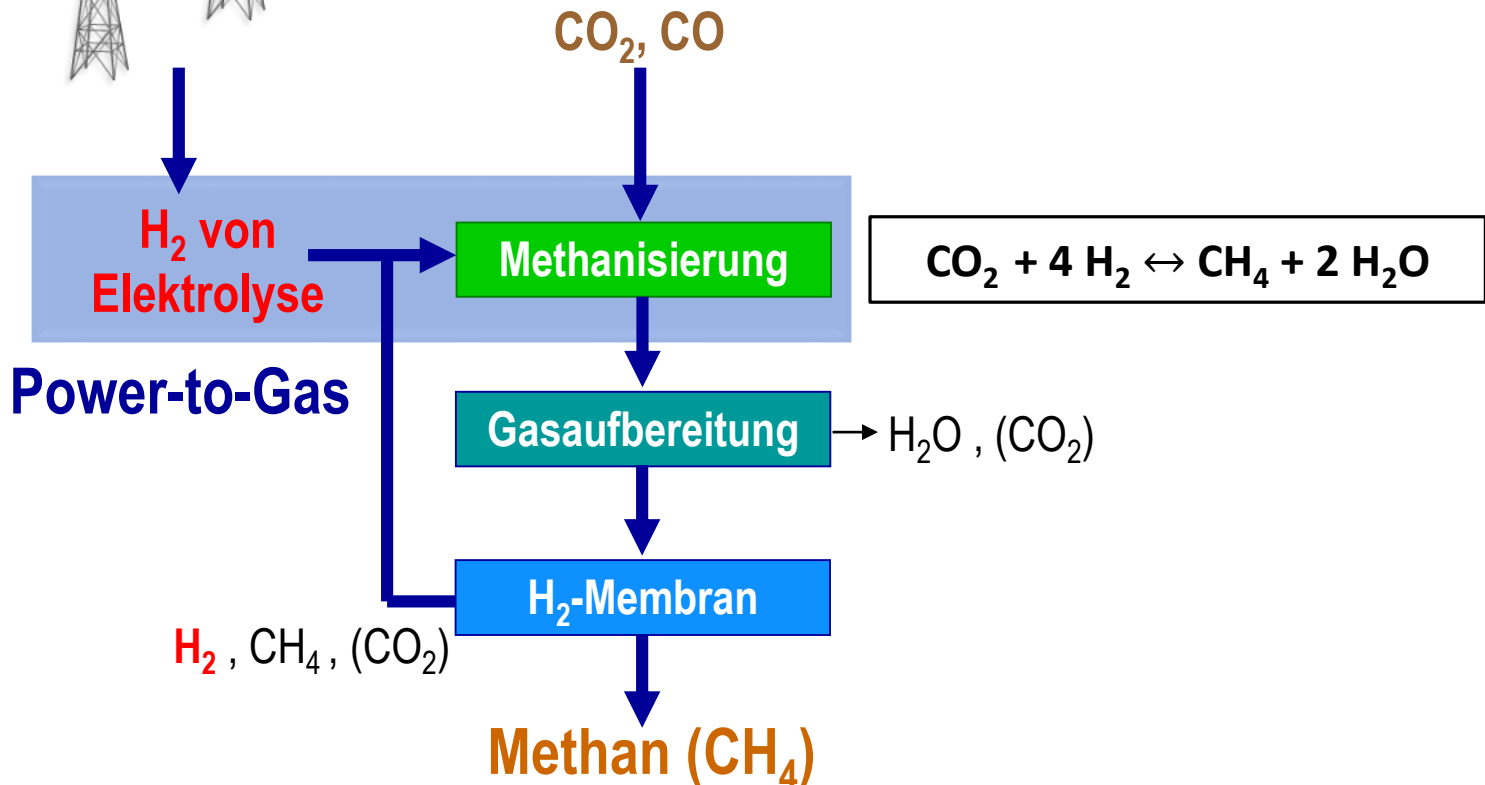 CO₂, CO
H₂ von
Elektrolyse
Methanisierung
CO₂ + 4 H₂ ↔ CH₄ + 2 H₂O
Power-to-Gas
Gasaufbereitung
H₂O , (CO₂)
H₂-Membran
H₂ , CH₄ , (CO₂)
Methan (CH₄)